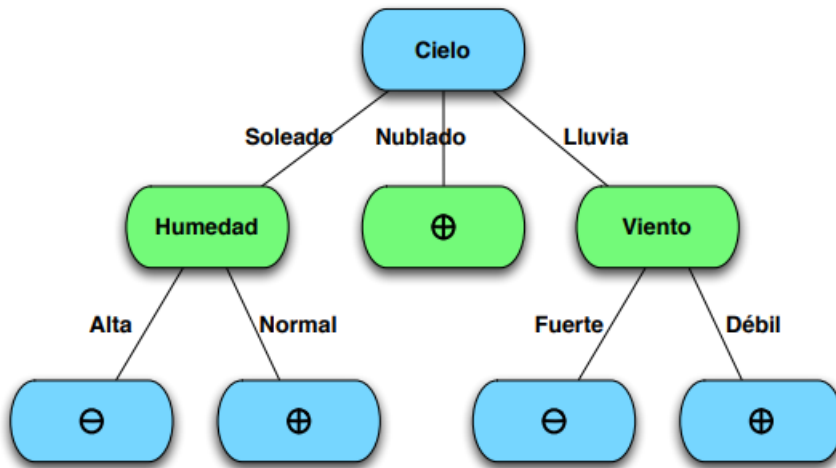 Cielo
Soleado Nublado Lluvia
Humedad ⊕ Viento
Alta Normal Fuerte Débil
⊖ ⊕ ⊖ ⊕